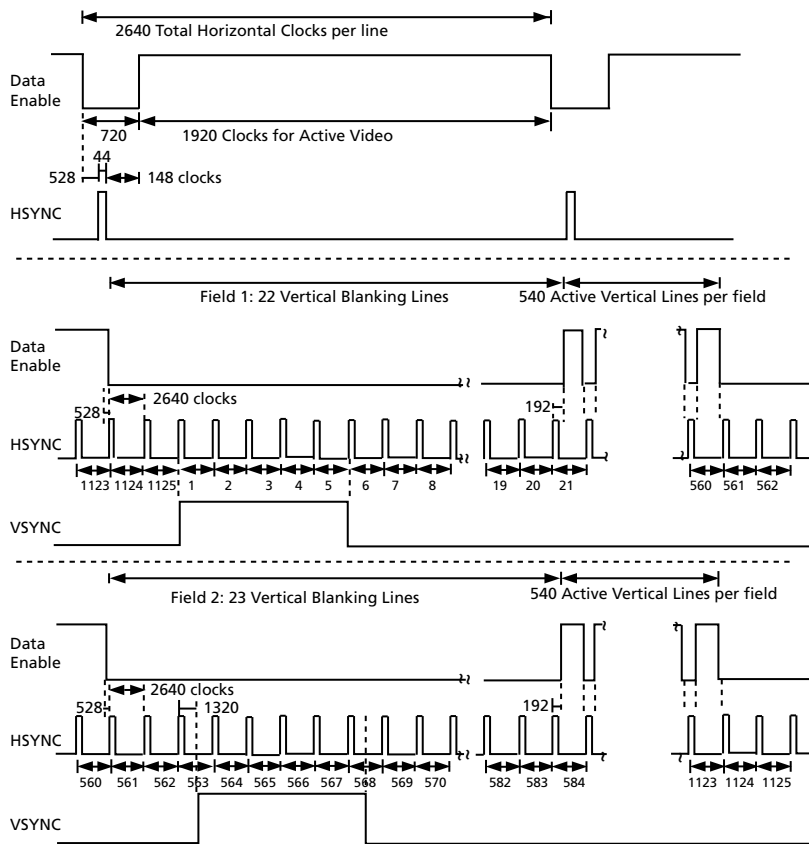 2640 Total Horizontal Clocks per line
Data
Enable
720
1920 Clocks for Active Video
44
528
148 clocks
HSYNC
Field 1: 22 Vertical Blanking Lines
540 Active Vertical Lines per field
Data
Enable
2640 clocks
528
192
HSYNC
1123 1124 1125 1 2 3 4 5 6 7 8 19 20 21 560 561 562
VSYNC
Field 2: 23 Vertical Blanking Lines
540 Active Vertical Lines per field
Data
Enable
2640 clocks
528
1320
192
HSYNC
560 561 562 563 564 565 566 567 568 569 570 582 583 584 1123 1124 1125
VSYNC